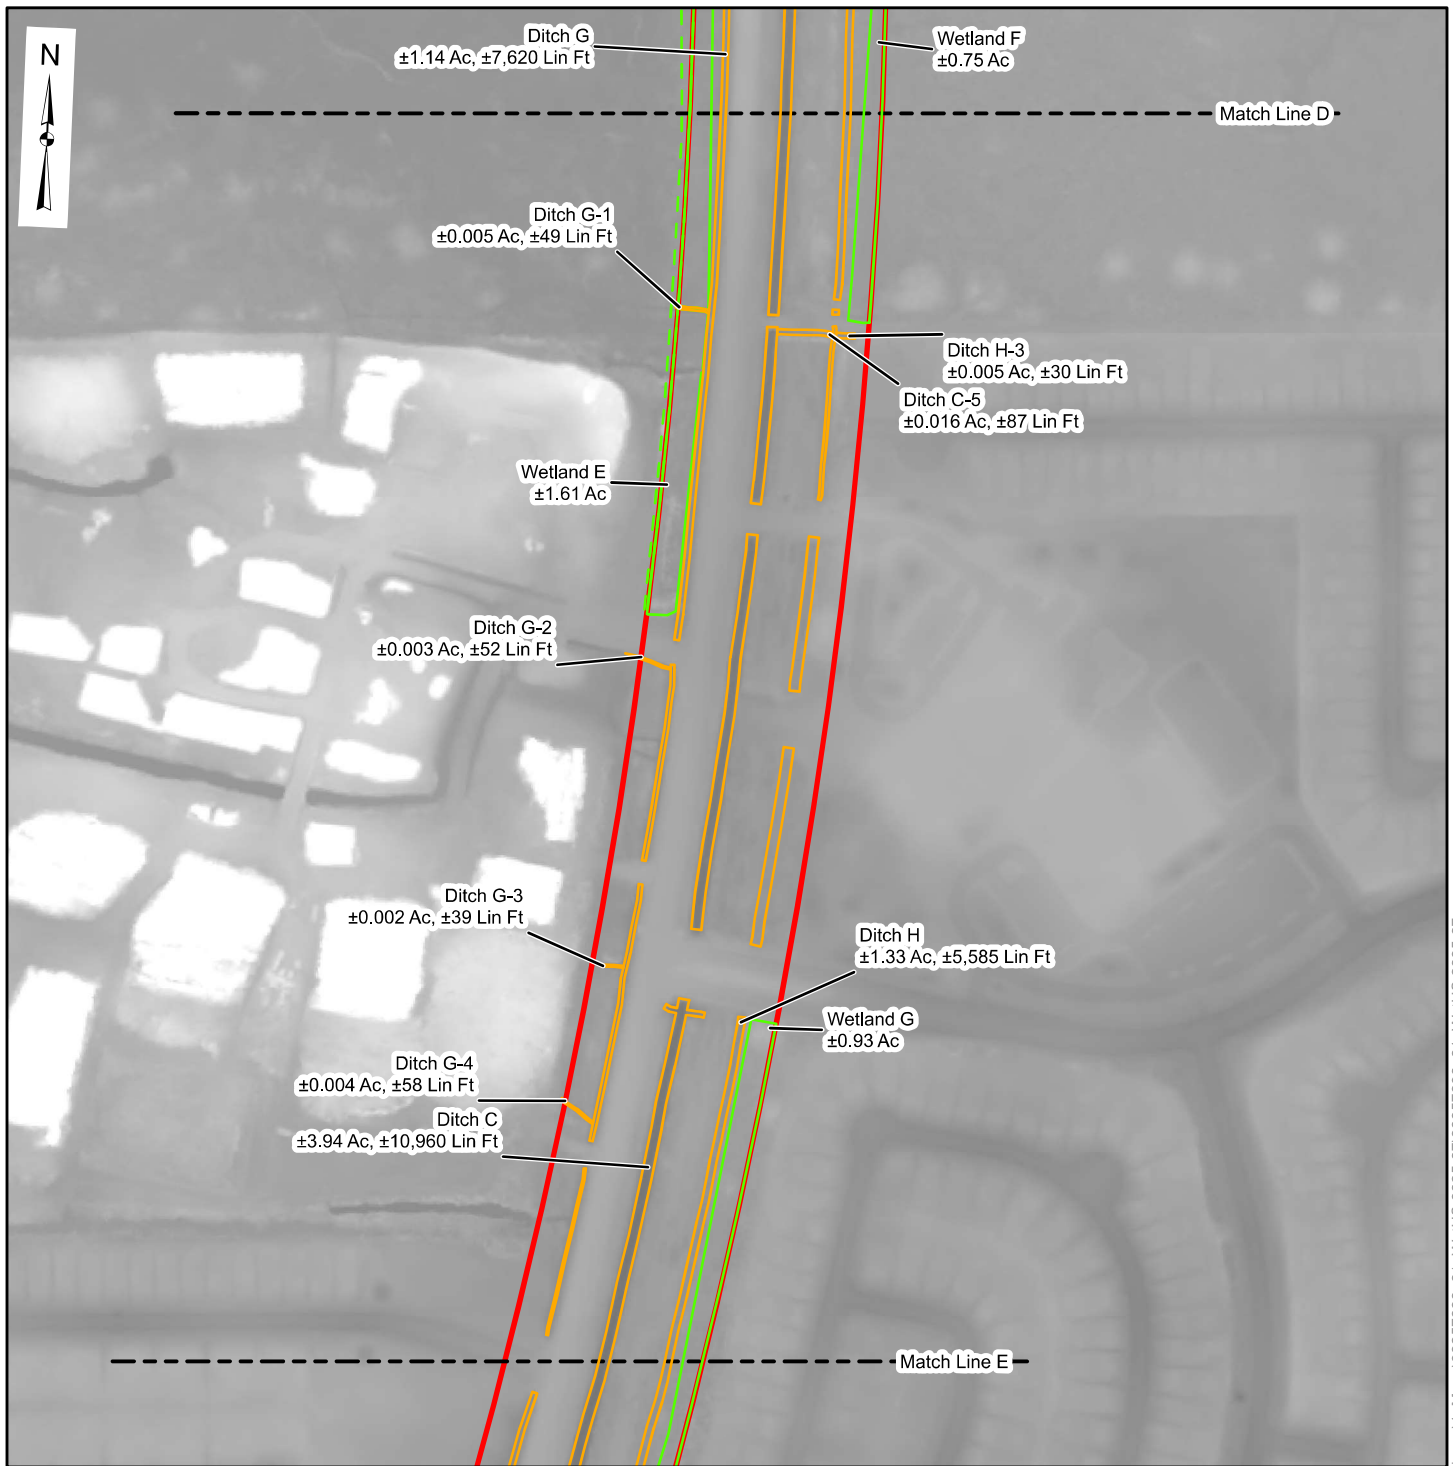 N
Ditch G
±1.14 Ac, ±7,620 Lin Ft
Wetland F
±0.75 Ac
Match Line D
Ditch G-1
±0.005 Ac, ±49 Lin Ft
Ditch H-3
±0.005 Ac, ±30 Lin Ft
Ditch C-5
±0.016 Ac, ±87 Lin Ft
Wetland E
±1.61 Ac
Ditch G-2
±0.003 Ac, ±52 Lin Ft
Ditch G-3
±0.002 Ac, ±39 Lin Ft
Ditch H
±1.33 Ac, ±5,585 Lin Ft
Wetland G
±0.93 Ac
Ditch G-4
±0.004 Ac, ±58 Lin Ft
Ditch C
±3.94 Ac, ±10,960 Lin Ft
Match Line E